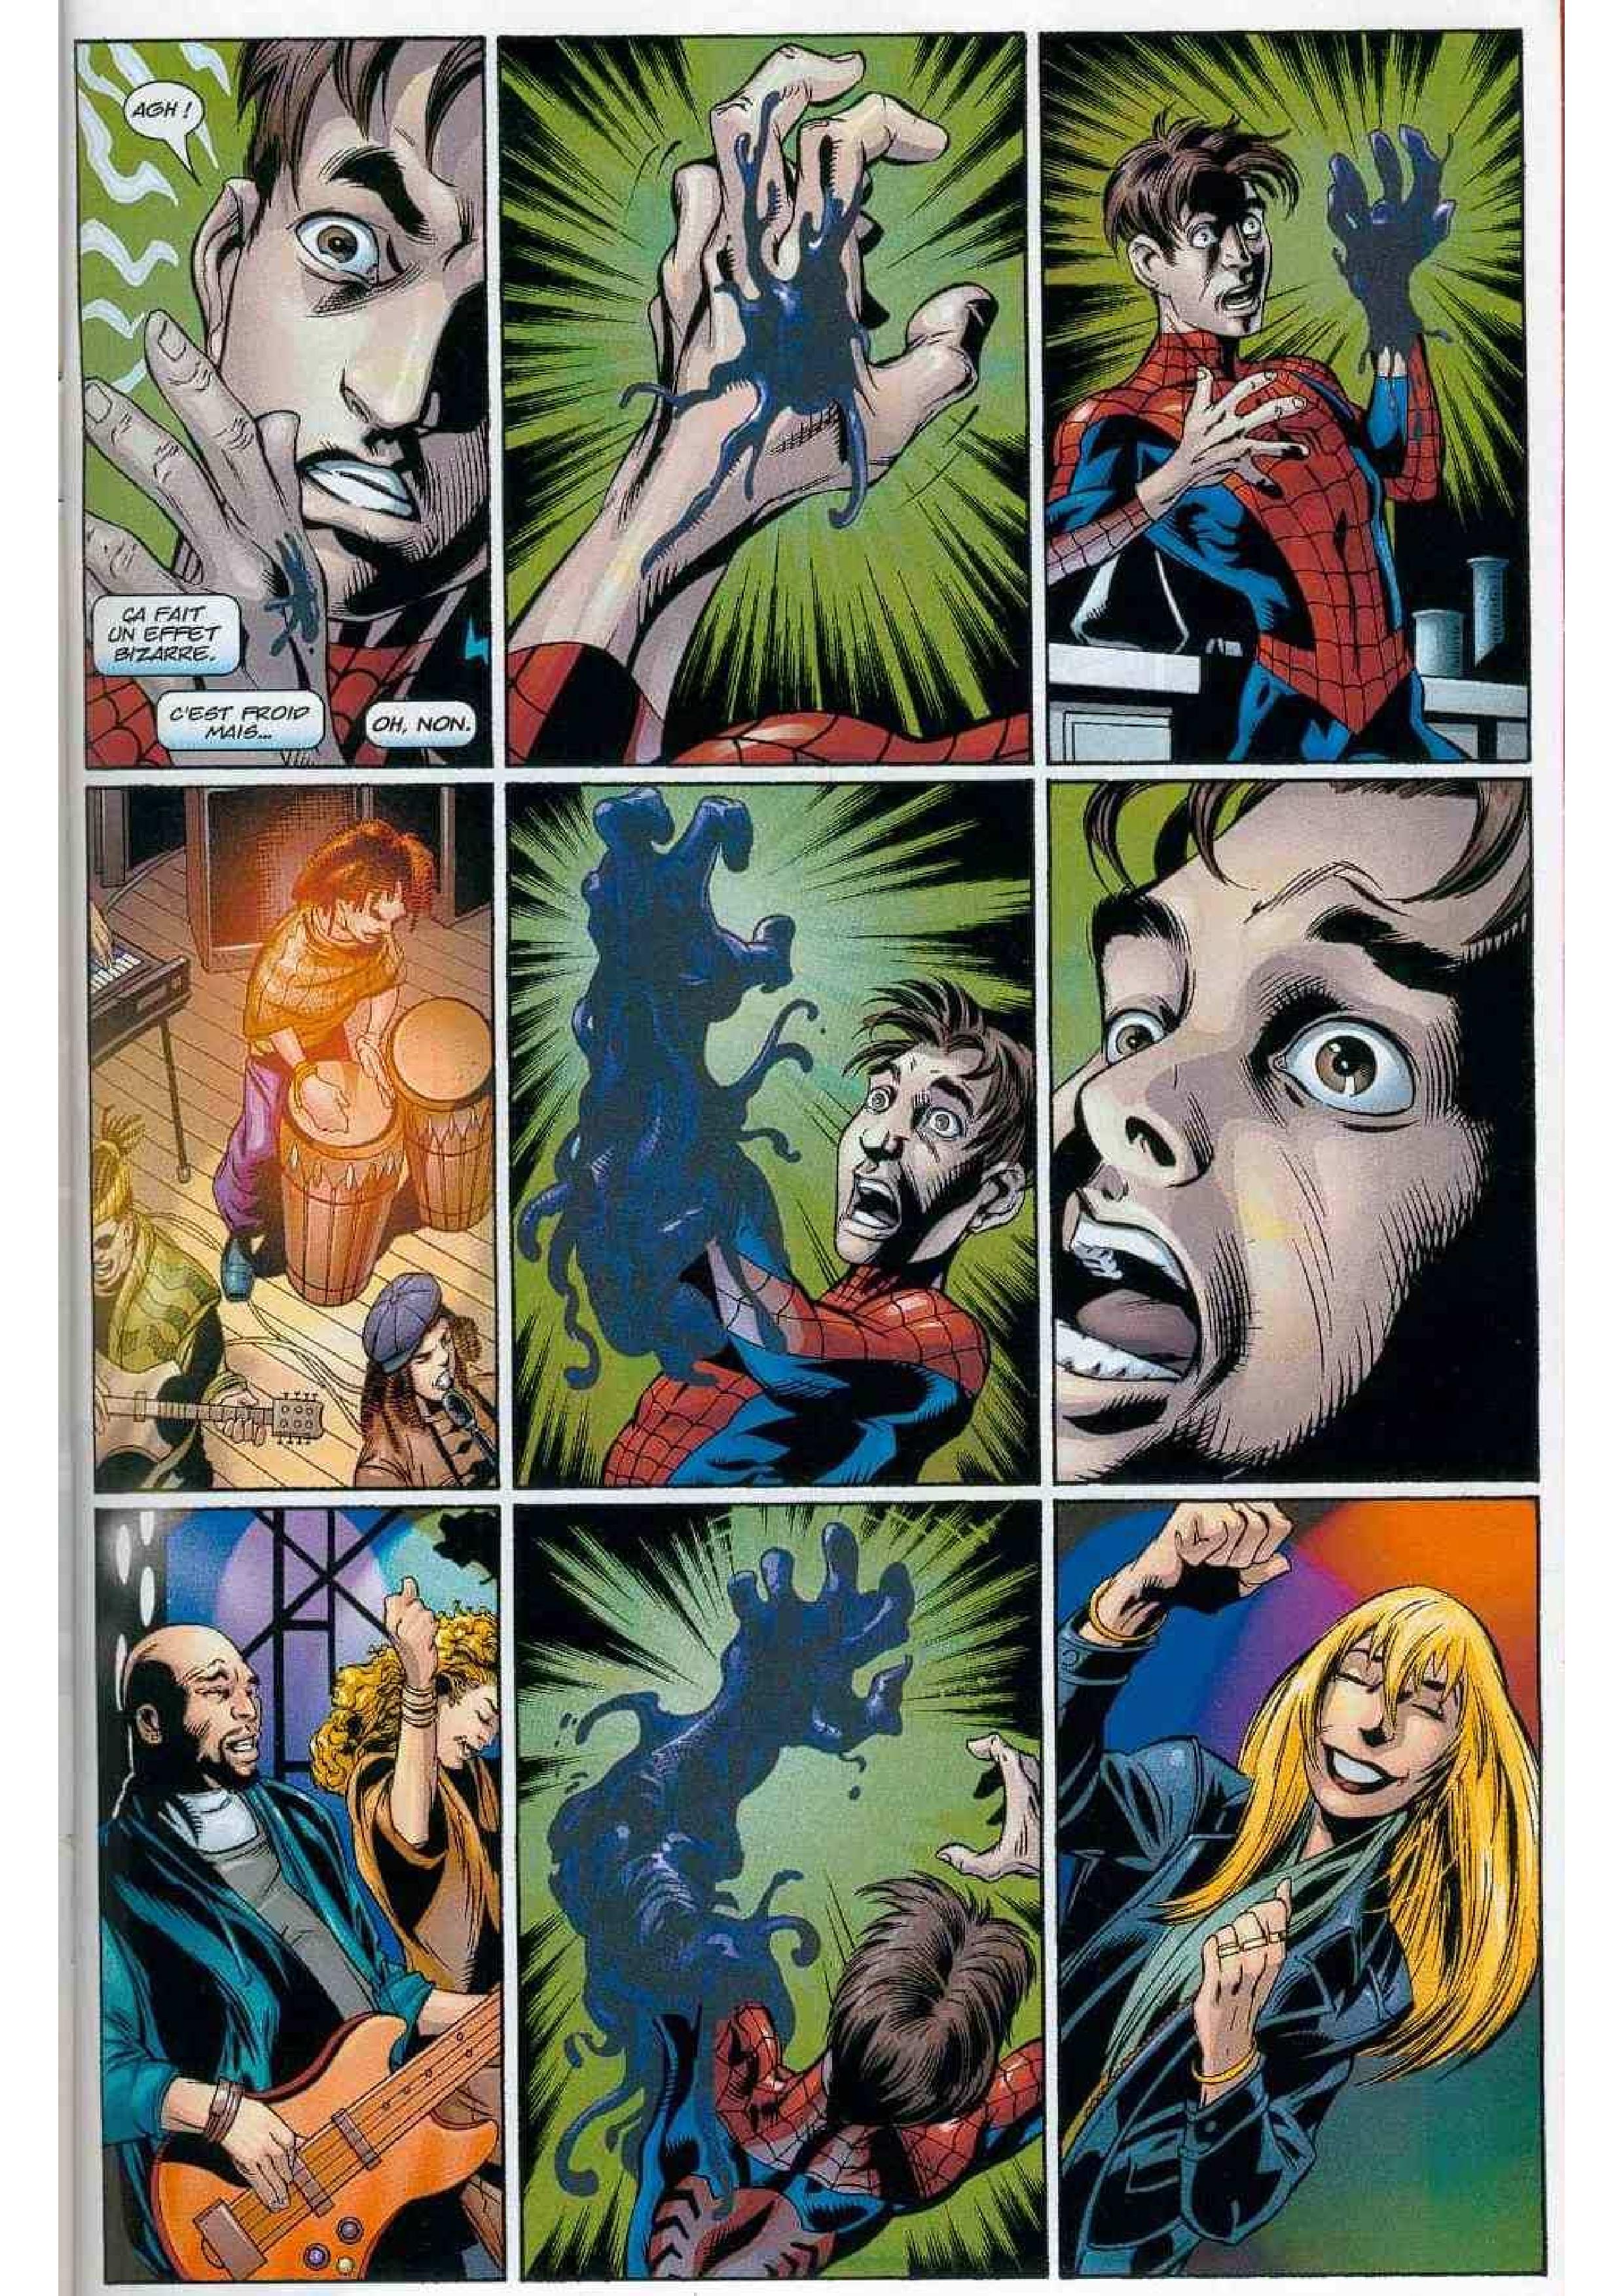 AGH !
ÇA FAIT
UN EFFET
BIZARRE.
C'EST FROID
MAIS...
OH, NON.